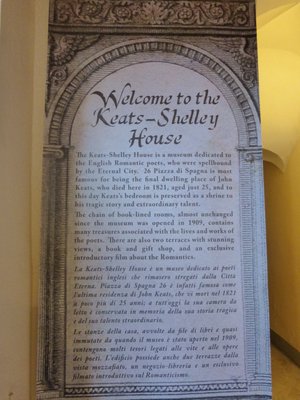 Welcome to the
Keats-Shelley
House
The Keats-Shelley House is a museum dedicated to
the English Romantic poets, who were spellbound
by the Eternal City. 26 Piazza di Spagna is most
famous for being the final dwelling place of John
Keats, who died here in 1821, aged just 25, and to
this day Keats's bedroom is preserved as a shrine to
his tragic story and extraordinary talent.
The chain of book-lined rooms, almost unchanged
since the museum was opened in 1909, contains
many treasures associated with the lives and works of
the poets. There are also two terraces with stunning
views, a book and gift shop, and an exclusive
introductory film about the Romantics.
La Keats-Shelley House è un museo dedicato ai poeti
romantici inglesi che rimasero stregati dalla Città
Eterna. Piazza di Spagna 26 è infatti famosa come
l'ultima residenza di John Keats, che vi morì nel 1821
a poco più di 25 anni; a tutt'oggi la sua camera da
letto è conservata in memoria della sua storia tragica
e del suo talento straordinario.
Le stanze della casa, avvolte da file di libri e quasi
immutate da quando il museo è stato aperto nel 1909,
contengono molti tesori legati alle vite e alle opere
dei poeti. L'edificio possiede anche due terrazze dalla
vista mozzafiato, un negozio-libreria e un esclusivo
filmato introduttivo sul Romanticismo.